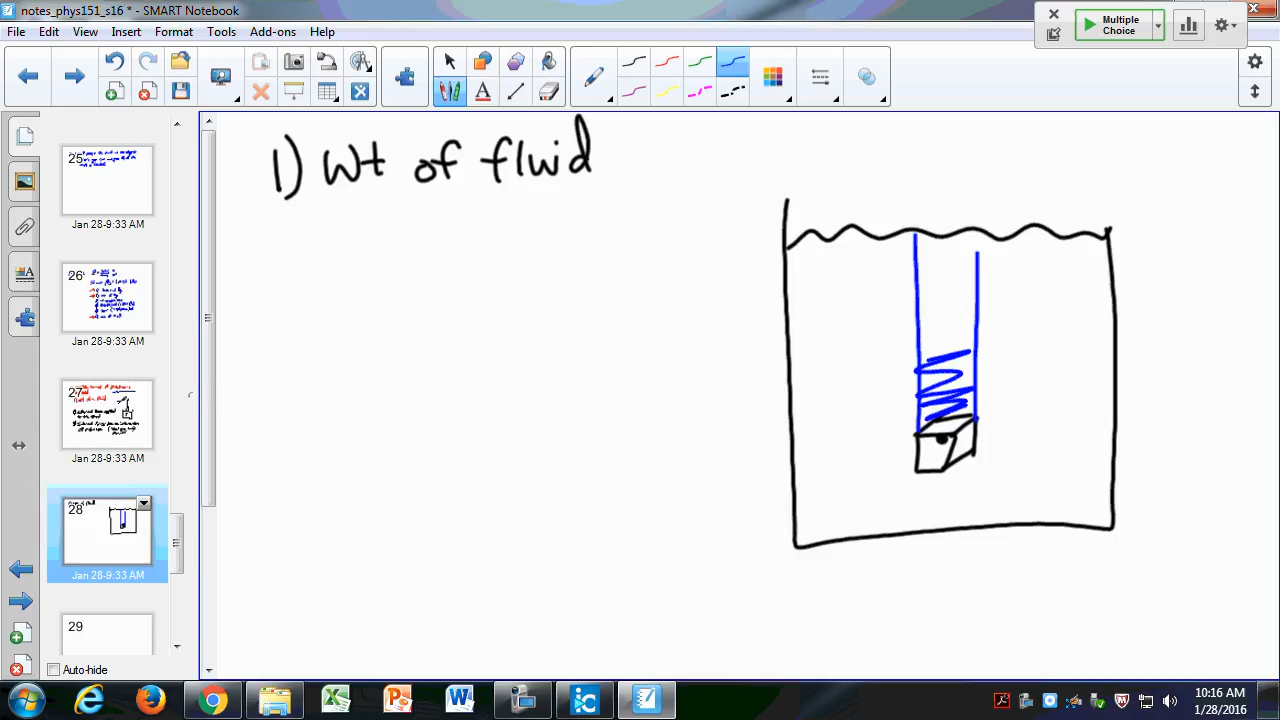 notes_phys151_s16 * - SMART Notebook
Multiple Choice
File Edit View Insert Format Tools Add-ons Help
1) Wt of fluid
25
Jan 28-9:33 AM
26
Jan 28-9:33 AM
27
Jan 28-9:33 AM
28
Jan 28-9:33 AM
29
Auto-hide
10:16 AM
1/28/2016